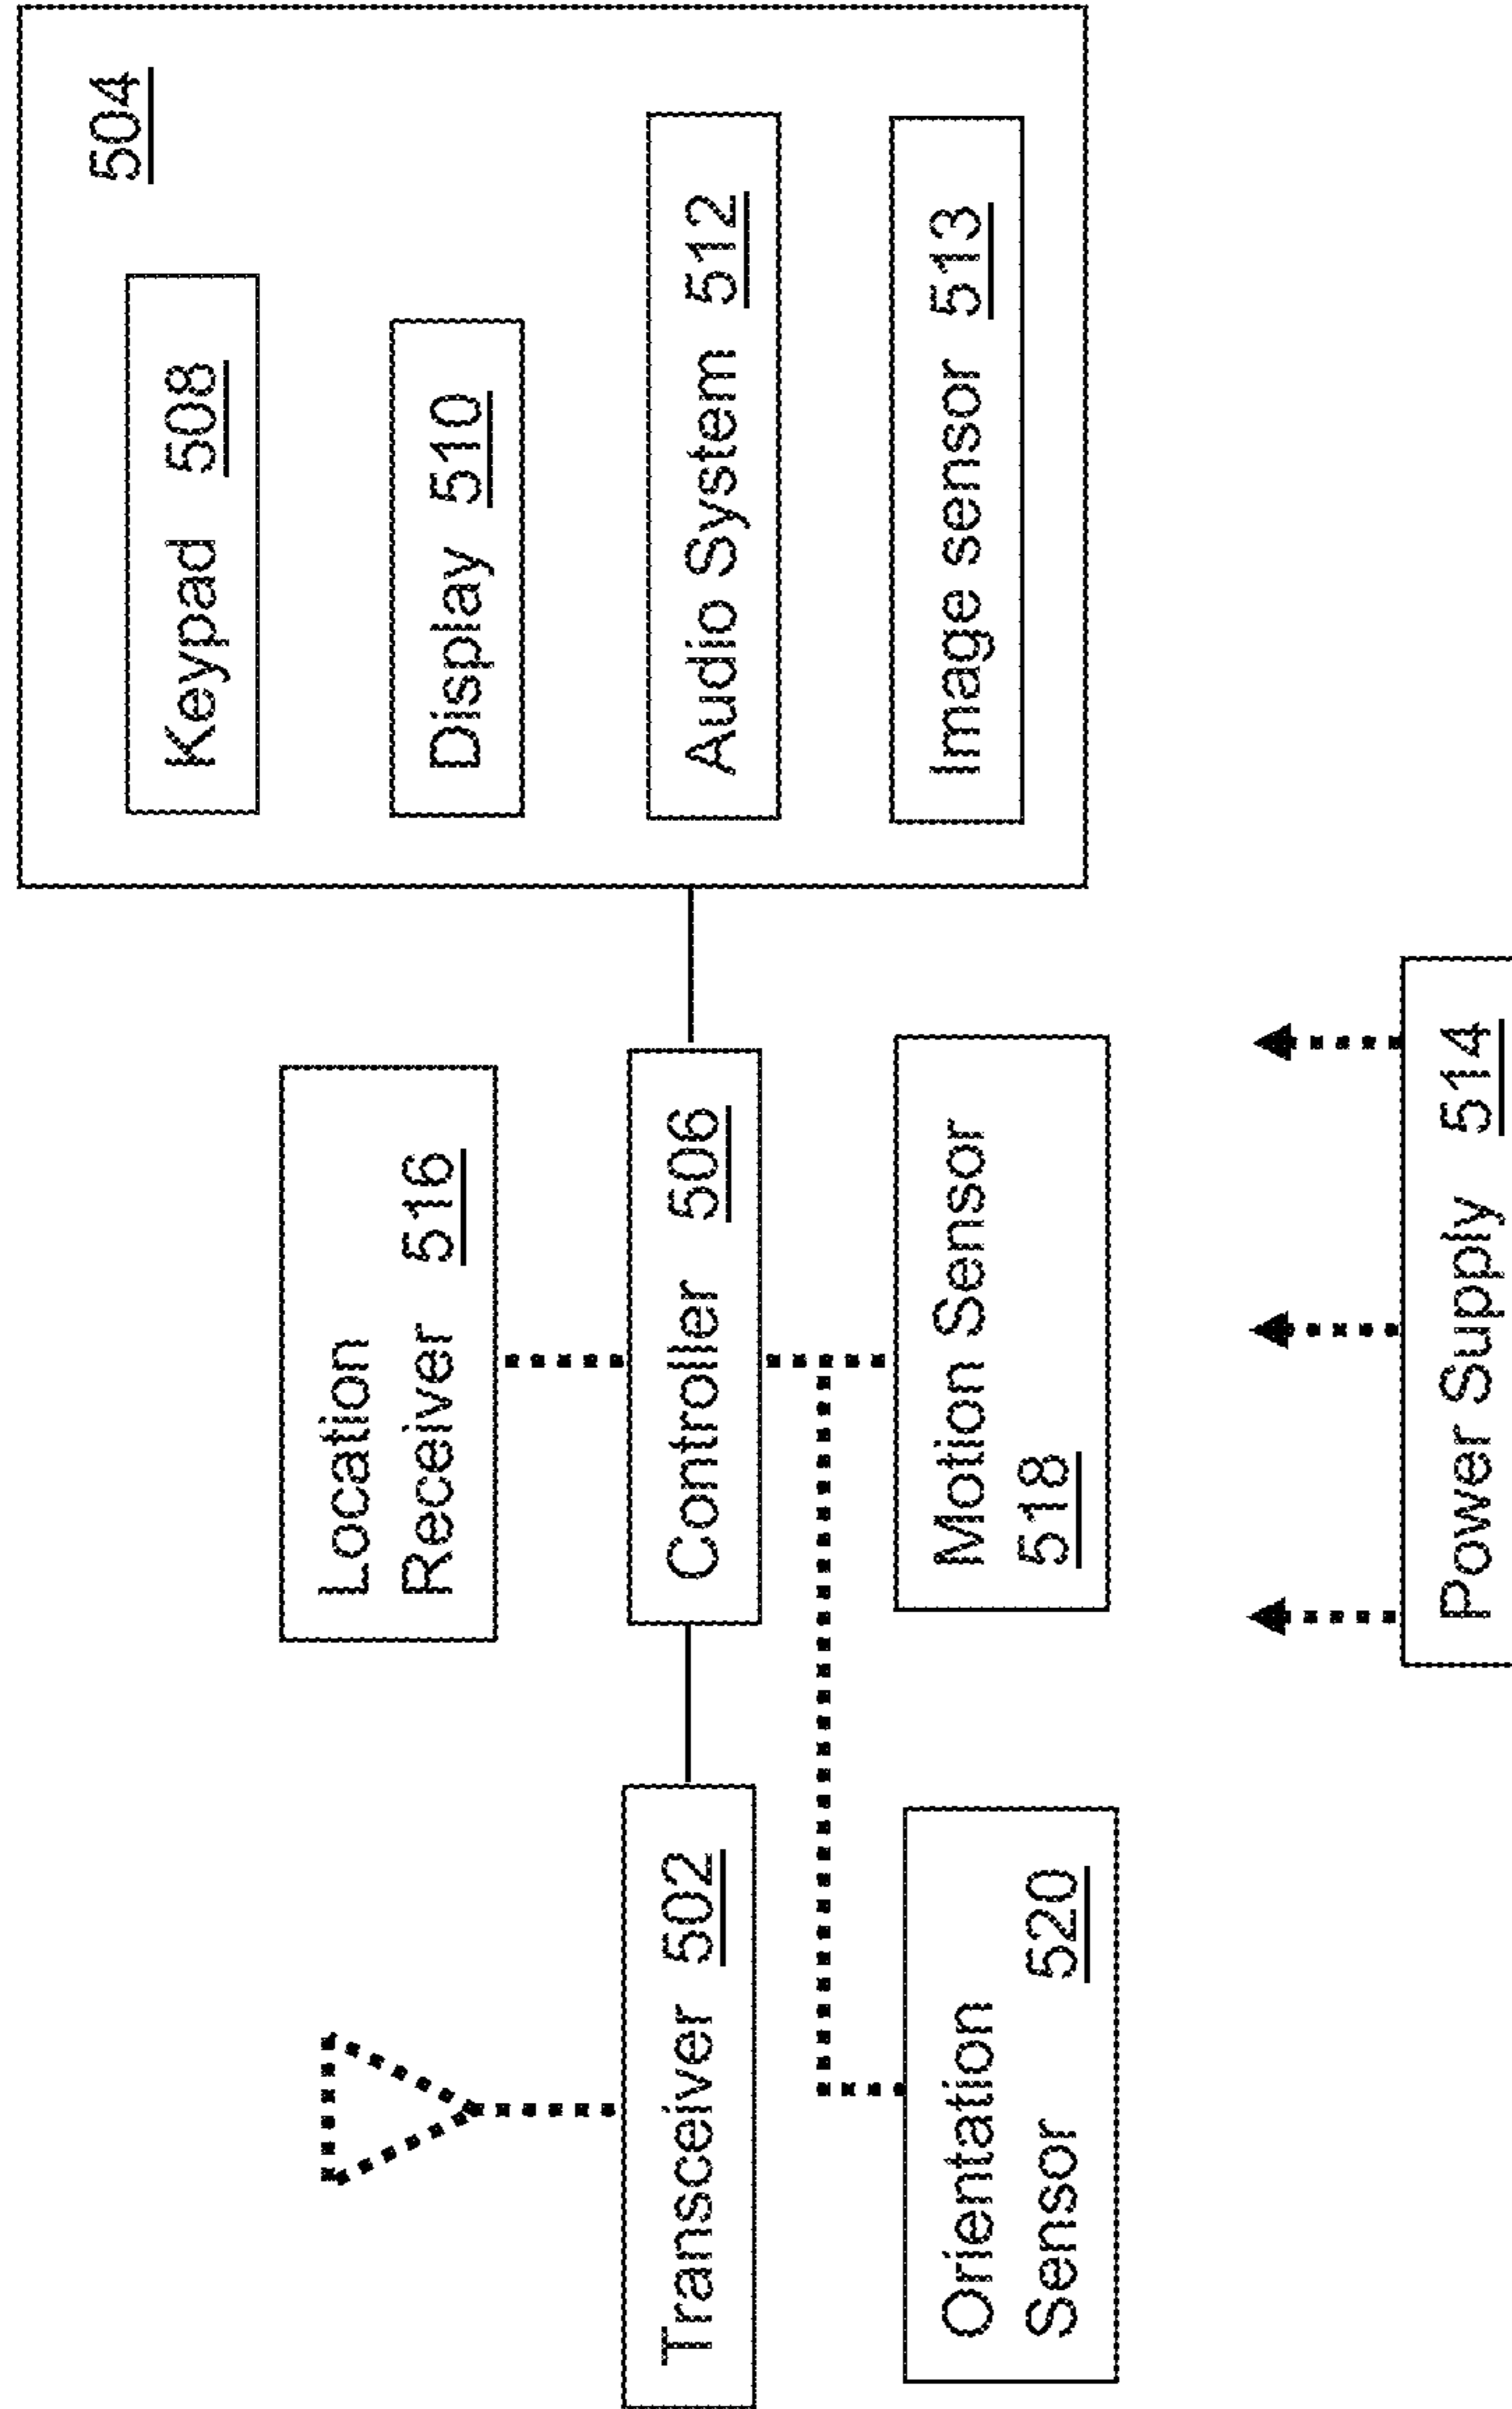 504
Keypad 508
Display 510
Audio System 512
Image sensor 513
Location
Receiver 516
Controller 506
Motion Sensor
518
Transceiver 502
Orientation
Sensor 520
Power Supply 514